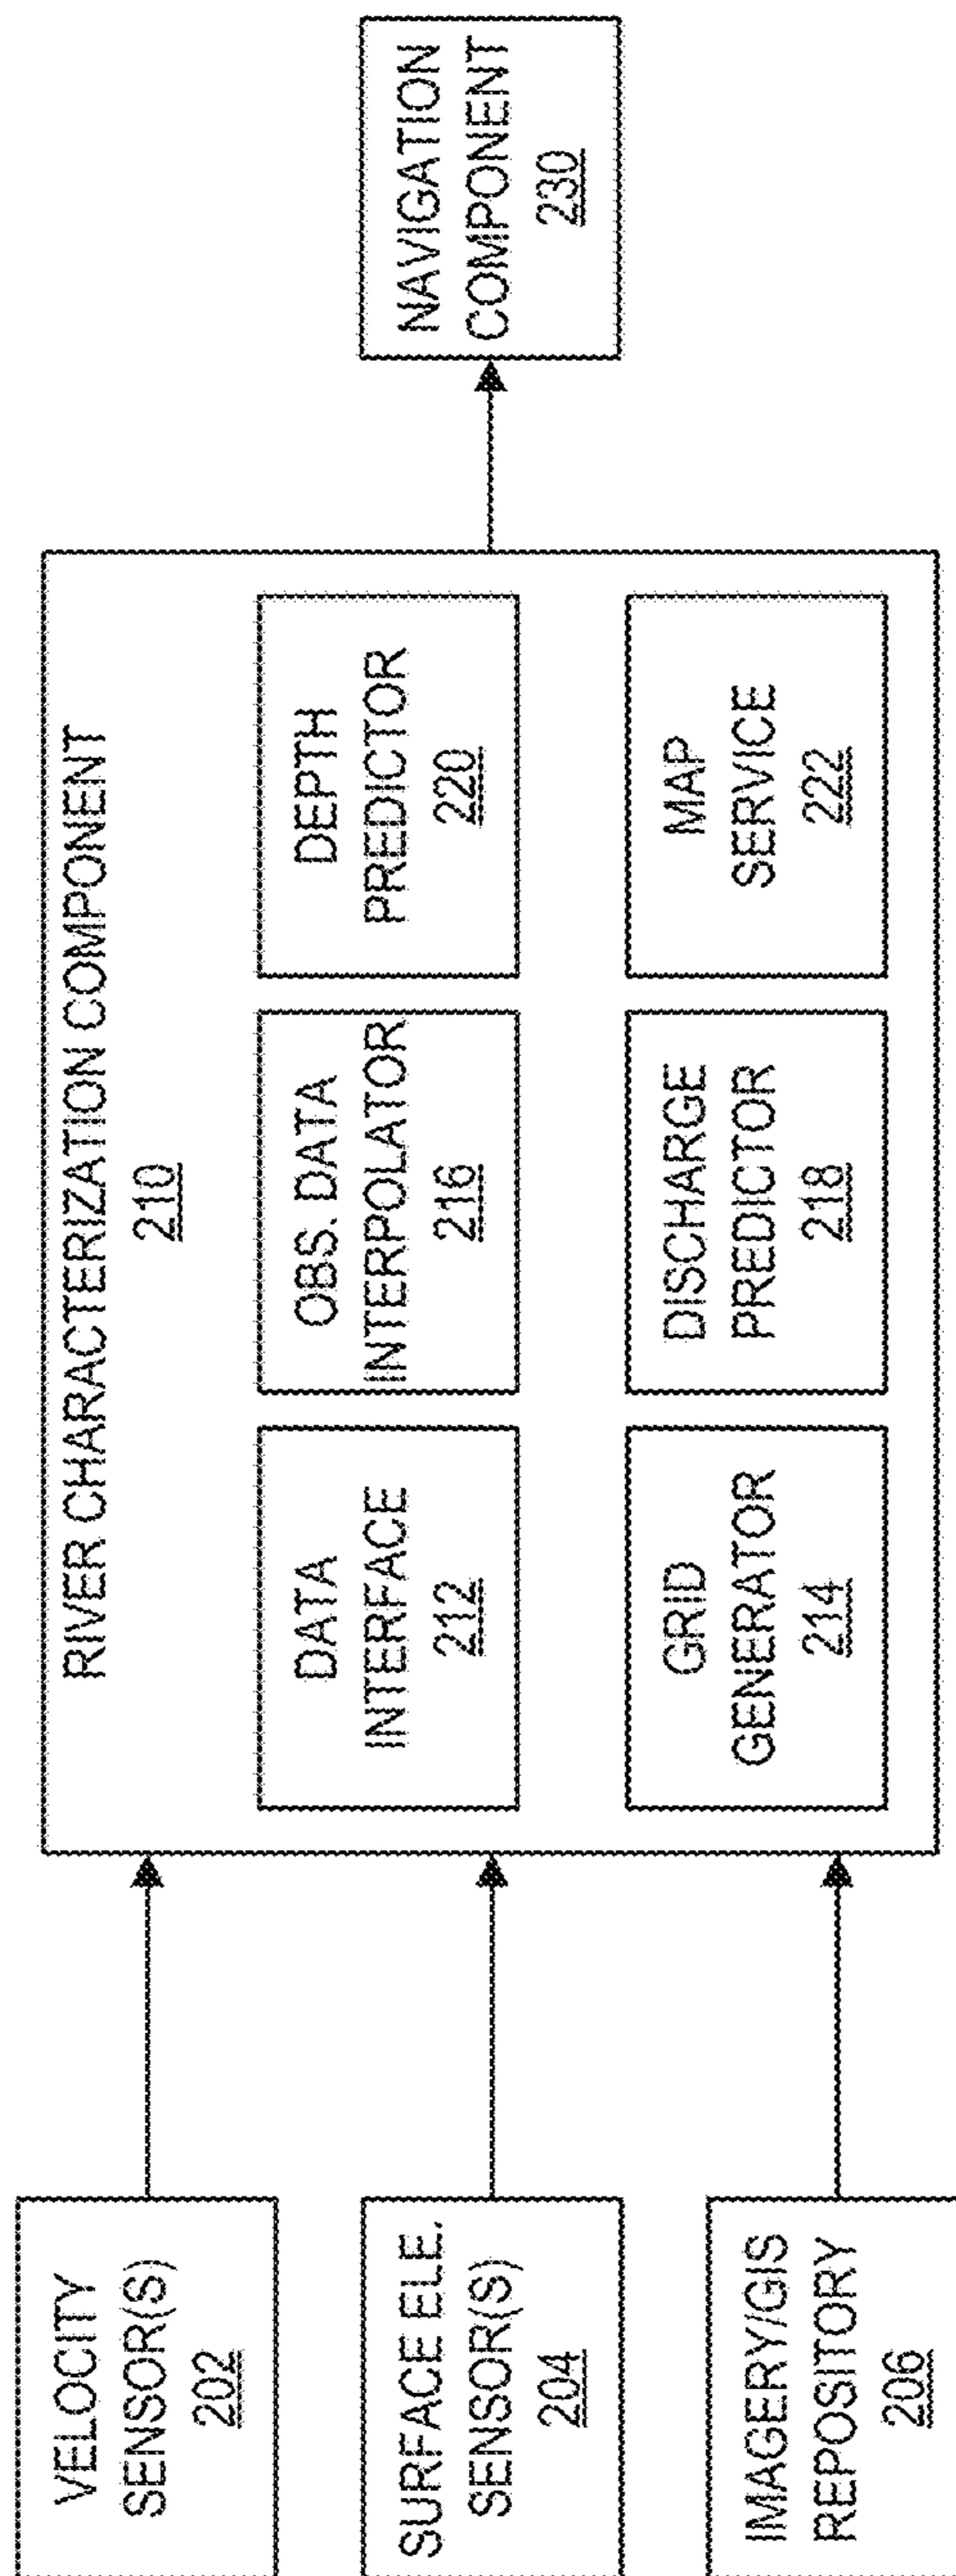 VELOCITY
SENSOR(S)
202
SURFACE ELE.
SENSOR(S)
204
IMAGERY/GIS
REPOSITORY
206
RIVER CHARACTERIZATION COMPONENT
210
DATA
INTERFACE
212
OBS. DATA
INTERPOLATOR
216
DEPTH
PREDICTOR
220
GRID
GENERATOR
214
DISCHARGE
PREDICTOR
218
MAP
SERVICE
222
NAVIGATION
COMPONENT
230